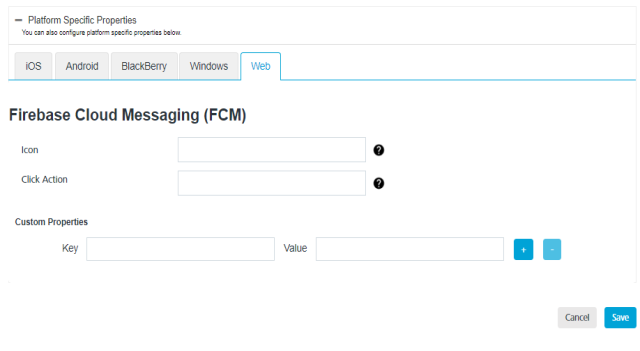 Platform Specific Properties
You can also configure platform specific properties below.
iOS Android BlackBerry Windows Web
Firebase Cloud Messaging (FCM)
Icon ?
Click Action ?
Custom Properties
Key Value + -
Cancel Save